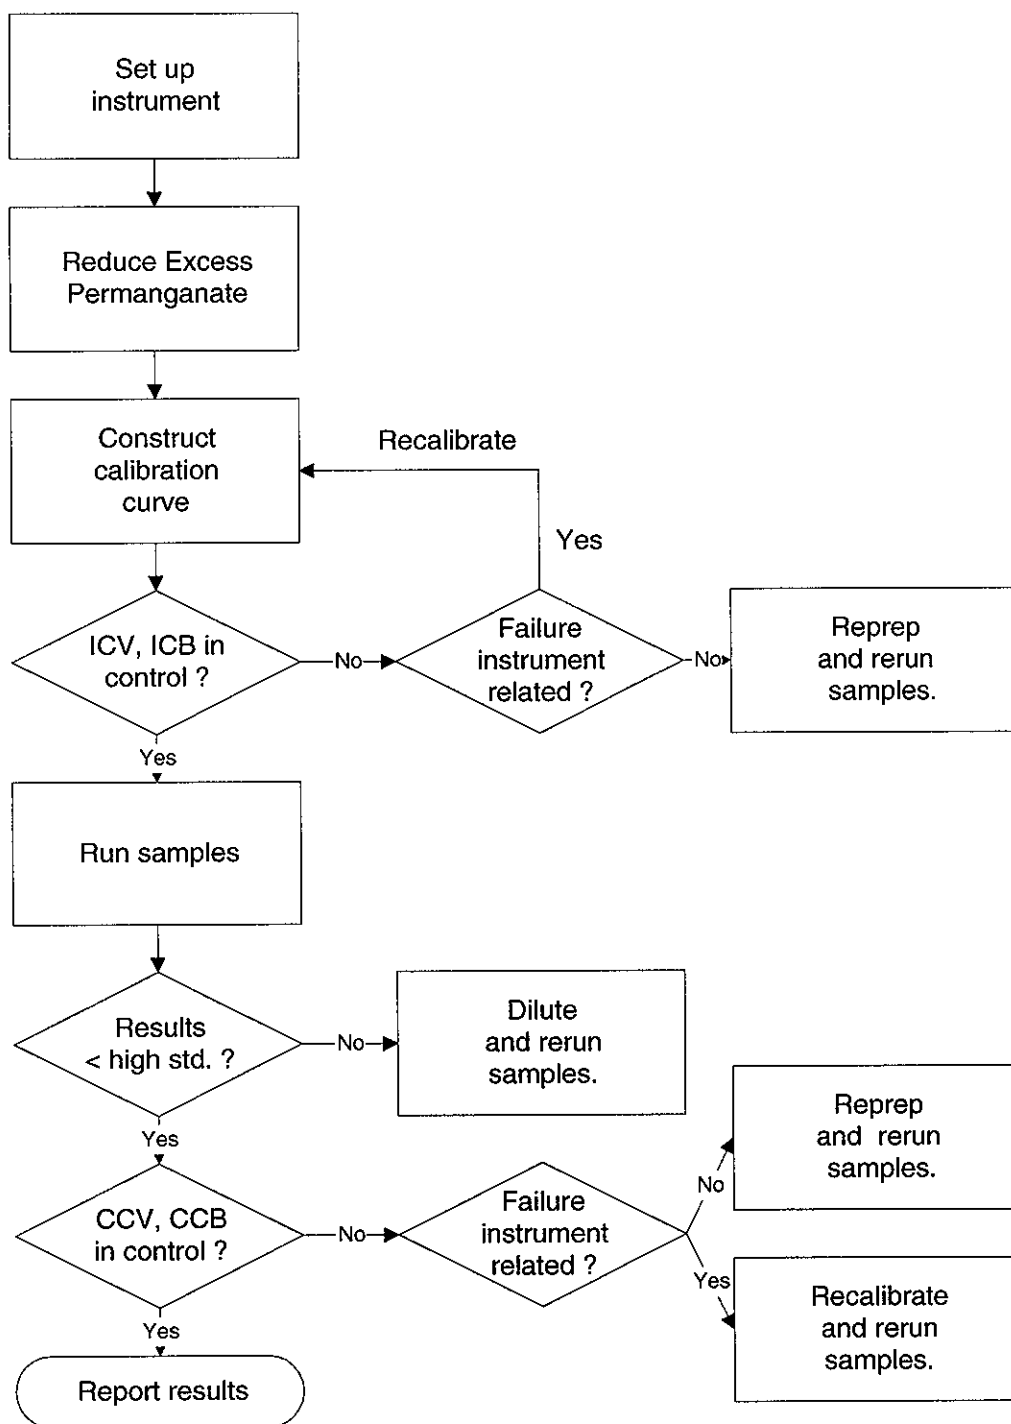 Set up
instrument
Reduce Excess
Permanganate
Construct
calibration
curve
Recalibrate
Yes
ICV, ICB in
control ?
No
Failure
instrument
related ?
No
Reprep
and rerun
samples.
Yes
Run samples
Results
< high std. ?
No
Dilute
and rerun
samples.
Yes
CCV, CCB
in control ?
No
Failure
instrument
related ?
No
Reprep
and rerun
samples.
Yes
Recalibrate
and rerun
samples.
Yes
Report results